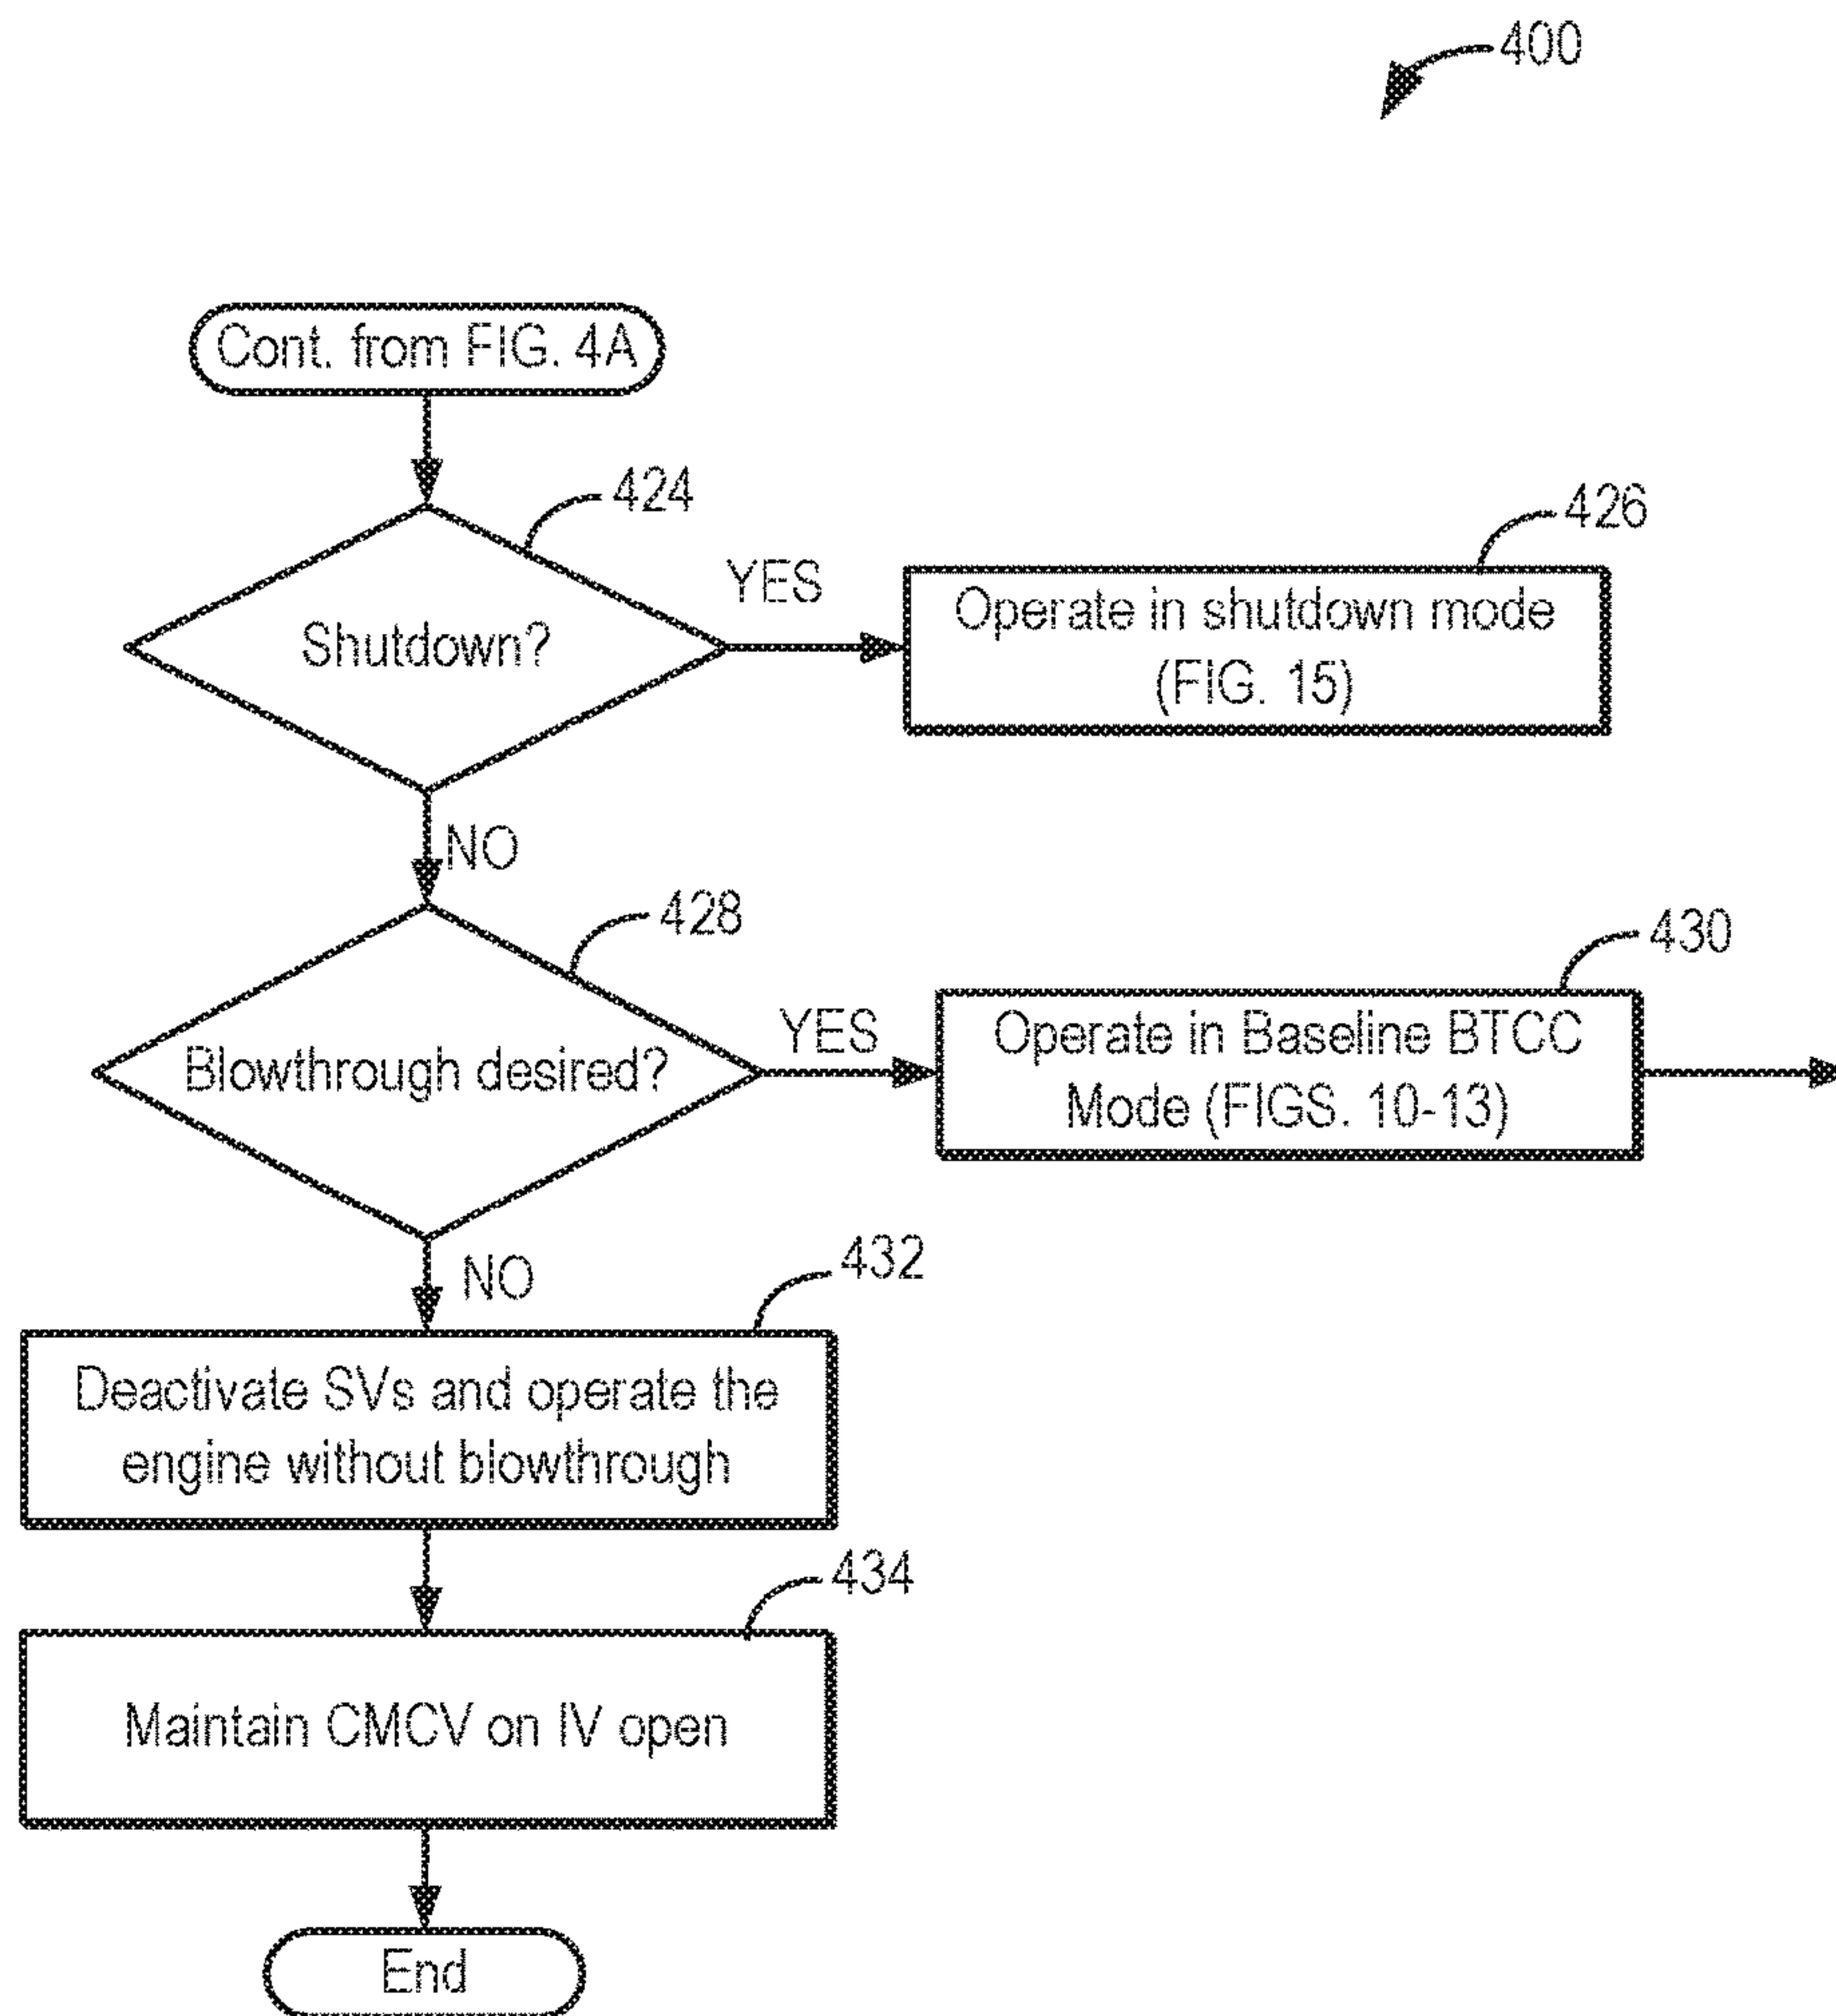 400
Cont. from FIG. 4A
424
Shutdown?
YES
426
Operate in shutdown mode
(FIG. 15)
NO
428
Blowthrough desired?
YES
430
Operate in Baseline BTCC
Mode (FIGS. 10-13)
NO
432
Deactivate SVs and operate the
engine without blowthrough
434
Maintain CMCV on IV open
End